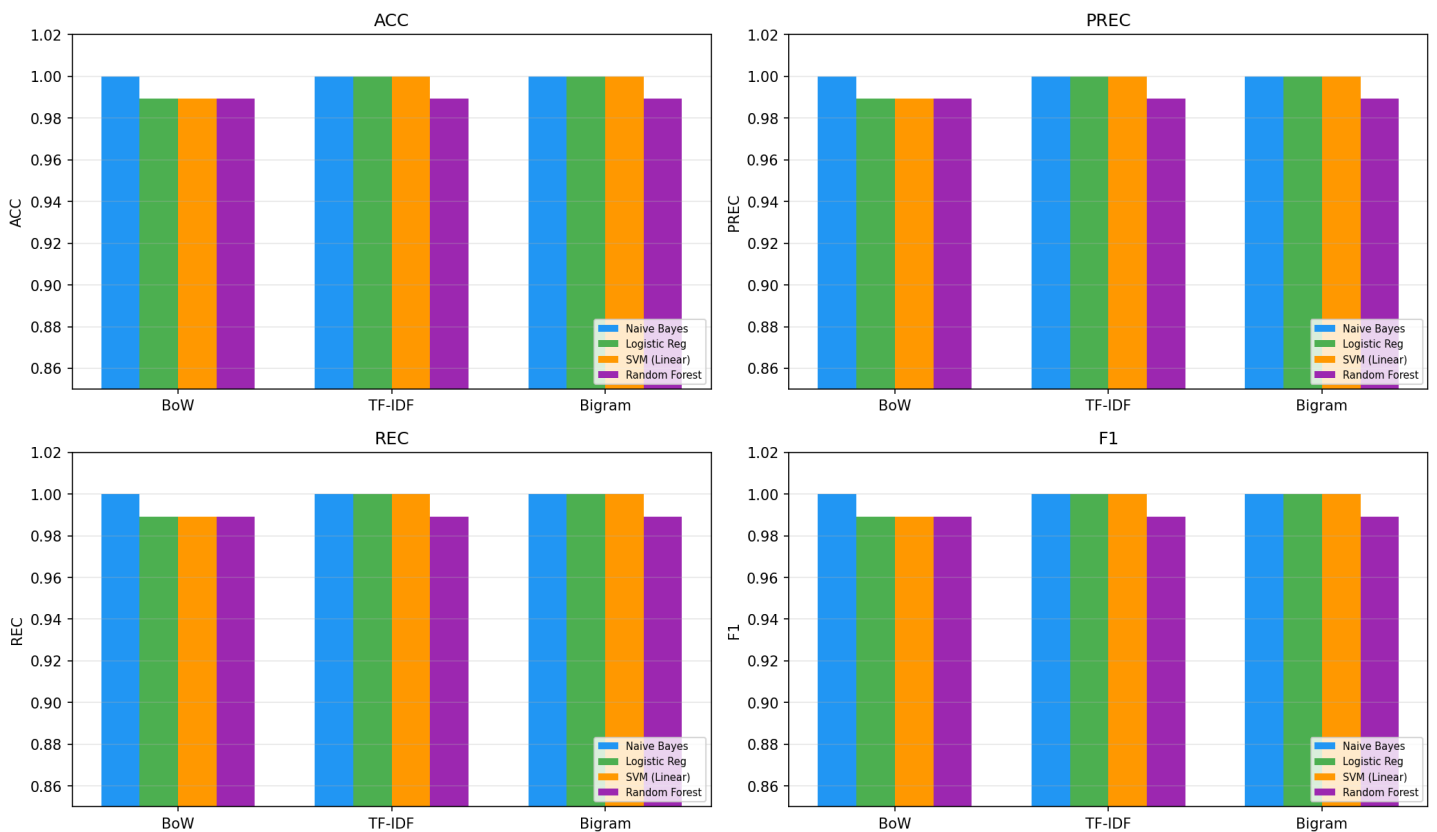 ACC
1.02
1.00
0.98
0.96
0.94
0.92
0.90
0.88
0.86
ACC
Naive Bayes
Logistic Reg
SVM (Linear)
Random Forest
BoW TF-IDF Bigram
PREC
1.02
1.00
0.98
0.96
0.94
0.92
0.90
0.88
0.86
PREC
Naive Bayes
Logistic Reg
SVM (Linear)
Random Forest
BoW TF-IDF Bigram
REC
1.02
1.00
0.98
0.96
0.94
0.92
0.90
0.88
0.86
REC
Naive Bayes
Logistic Reg
SVM (Linear)
Random Forest
BoW TF-IDF Bigram
F1
1.02
1.00
0.98
0.96
0.94
0.92
0.90
0.88
0.86
F1
Naive Bayes
Logistic Reg
SVM (Linear)
Random Forest
BoW TF-IDF Bigram